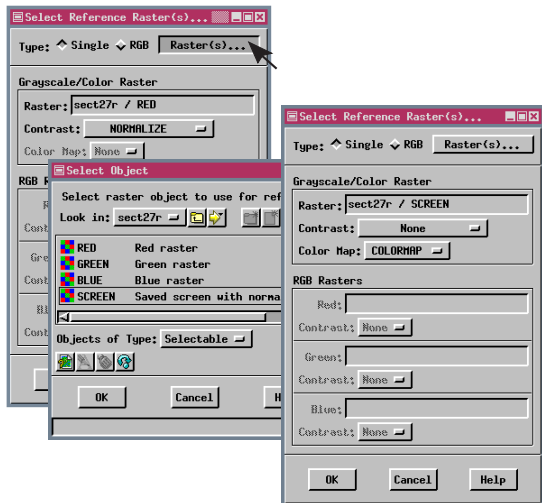 Select Reference Raster(s)...
Type: Single RGB Raster(s)...
Grayscale/Color Raster
Raster: sect27r / RED
Contrast: NORMALIZE
Color Map: None
RGB R
Cont
Gre
Cont
Bl
Cont
Select Object
Select raster object to use for ref
Look in: sect27r
RED Red raster
GREEN Green raster
BLUE Blue raster
SCREEN Saved screen with norma
Objects of Type: Selectable
OK Cancel H
Select Reference Raster(s)...
Type: Single RGB Raster(s)...
Grayscale/Color Raster
Raster: sect27r / SCREEN
Contrast: None
Color Map: COLORMAP
RGB Rasters
Red:
Contrast: None
Green:
Contrast: None
Blue:
Contrast: None
OK Cancel Help